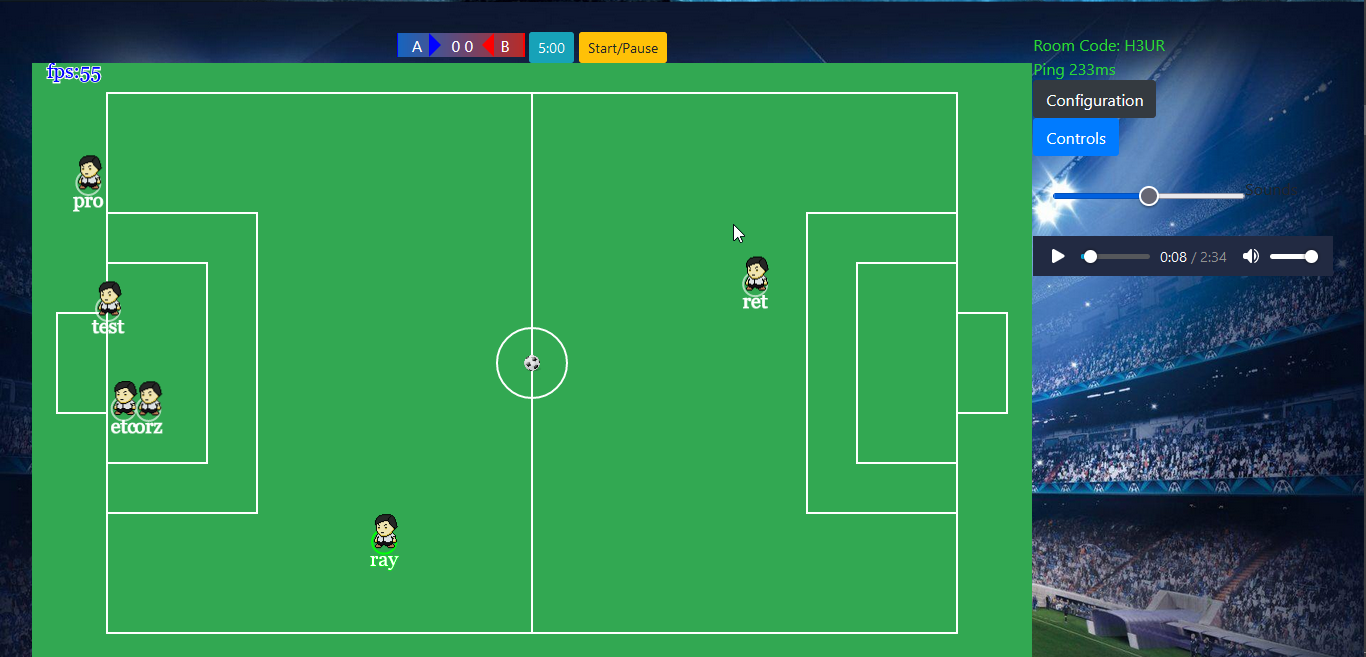 A 0 0 B 5:00 Start/Pause
Room Code: H3UR
Ping 233ms
fps:55
Configuration
Controls
pro
0:08 / 2:34
ret
test
orz
ray